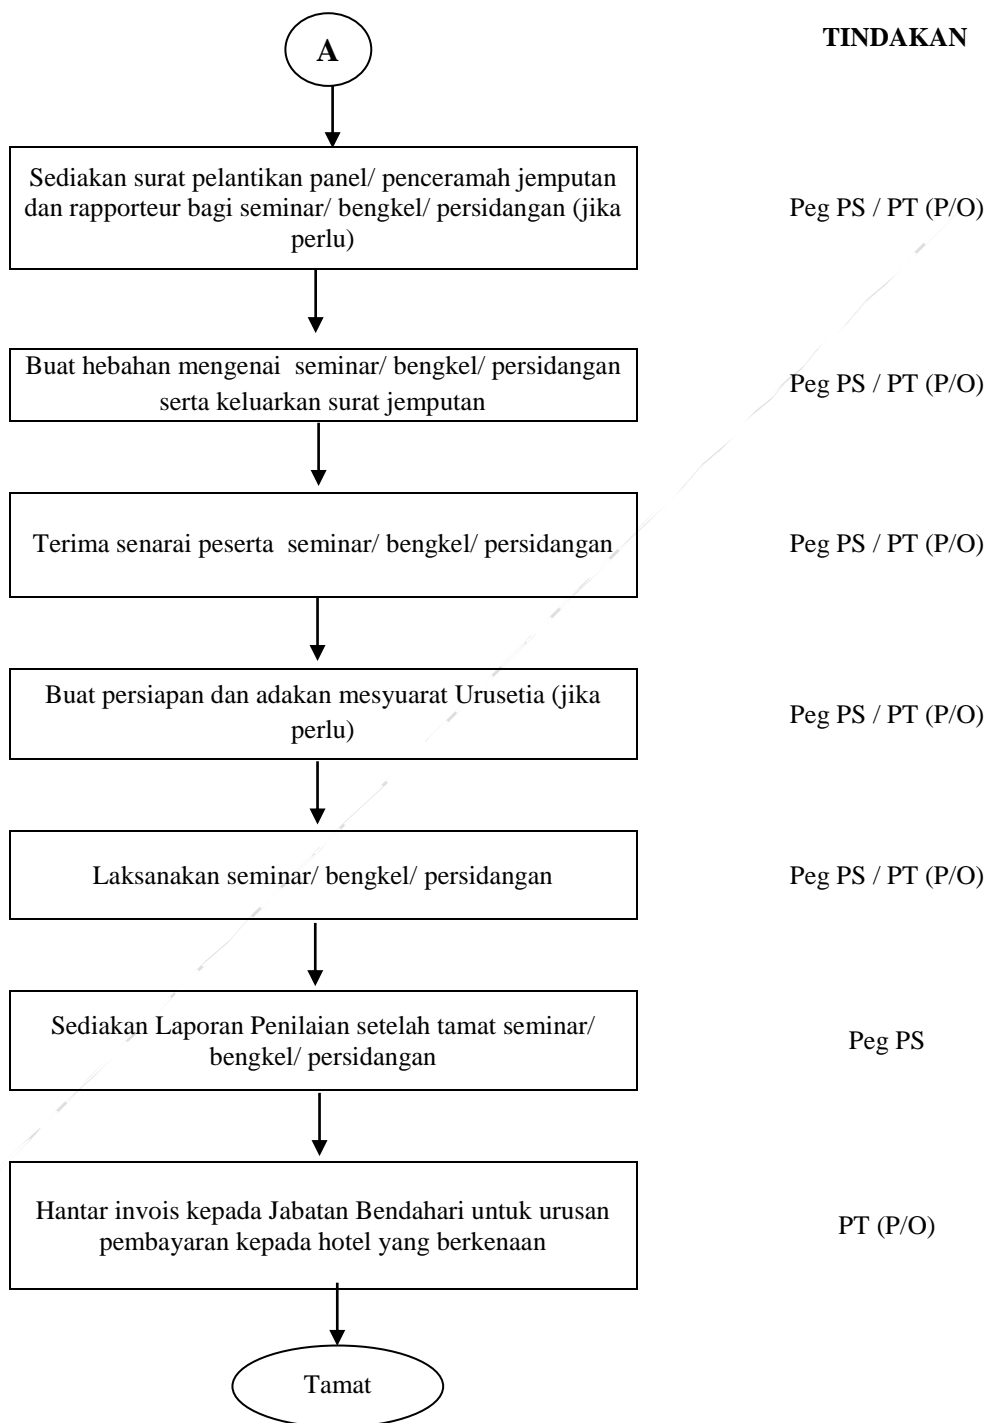 A
TINDAKAN
Sediakan surat pelantikan panel/ penceramah jemputan
dan rapporteur bagi seminar/ bengkel/ persidangan (jika
perlu)
Peg PS / PT (P/O)
Buat hebahan mengenai seminar/ bengkel/ persidangan
serta keluarkan surat jemputan
Peg PS / PT (P/O)
Terima senarai peserta seminar/ bengkel/ persidangan
Peg PS / PT (P/O)
Buat persiapan dan adakan mesyuarat Urusetia (jika
perlu)
Peg PS / PT (P/O)
Laksanakan seminar/ bengkel/ persidangan
Peg PS / PT (P/O)
Sediakan Laporan Penilaian setelah tamat seminar/
bengkel/ persidangan
Peg PS
Hantar invois kepada Jabatan Bendahari untuk urusan
pembayaran kepada hotel yang berkenaan
PT (P/O)
Tamat